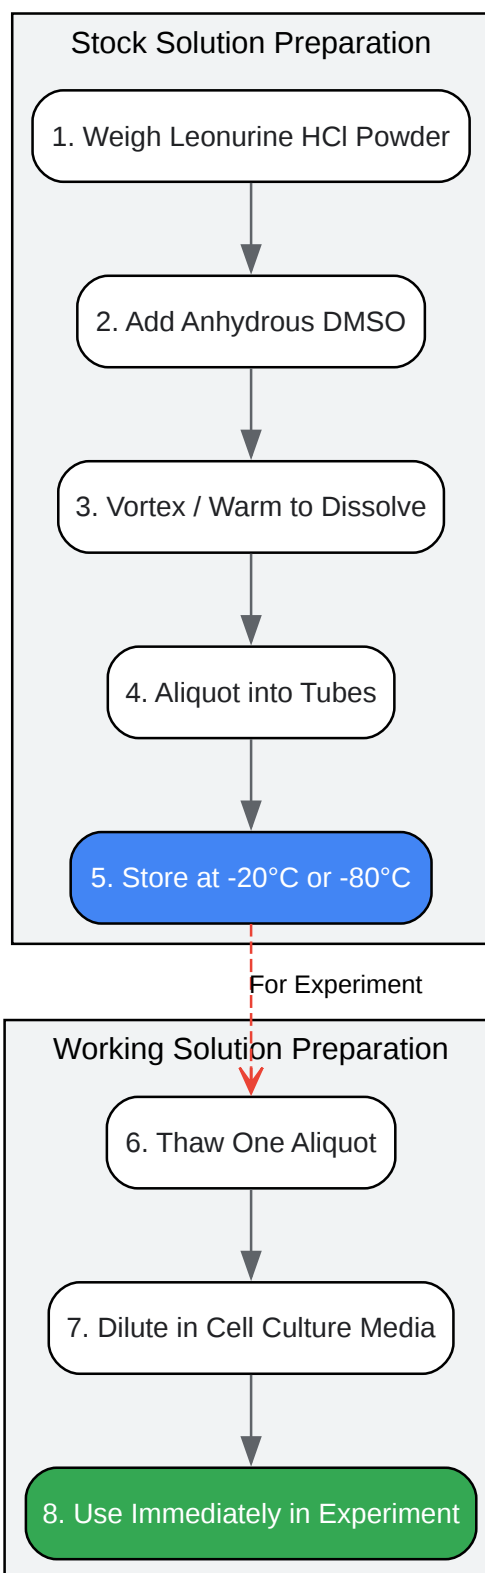 Stock Solution Preparation
1. Weigh Leonurine HCl Powder
2. Add Anhydrous DMSO
3. Vortex / Warm to Dissolve
4. Aliquot into Tubes
5. Store at -20°C or -80°C
For Experiment
Working Solution Preparation
6. Thaw One Aliquot
7. Dilute in Cell Culture Media
8. Use Immediately in Experiment